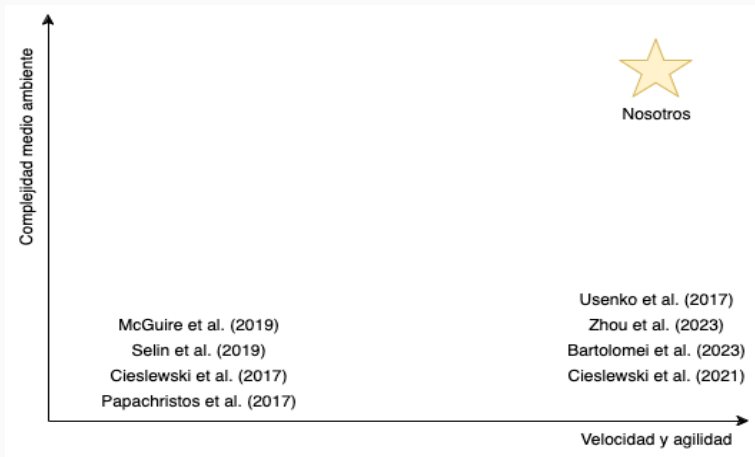 Complejidad medio ambiente
Nosotros
McGuire et al. (2019)
Selin et al. (2019)
Cieslewski et al. (2017)
Papachristos et al. (2017)
Usenko et al. (2017)
Zhou et al. (2023)
Bartolomei et al. (2023)
Cieslewski et al. (2021)
Velocidad y agilidad